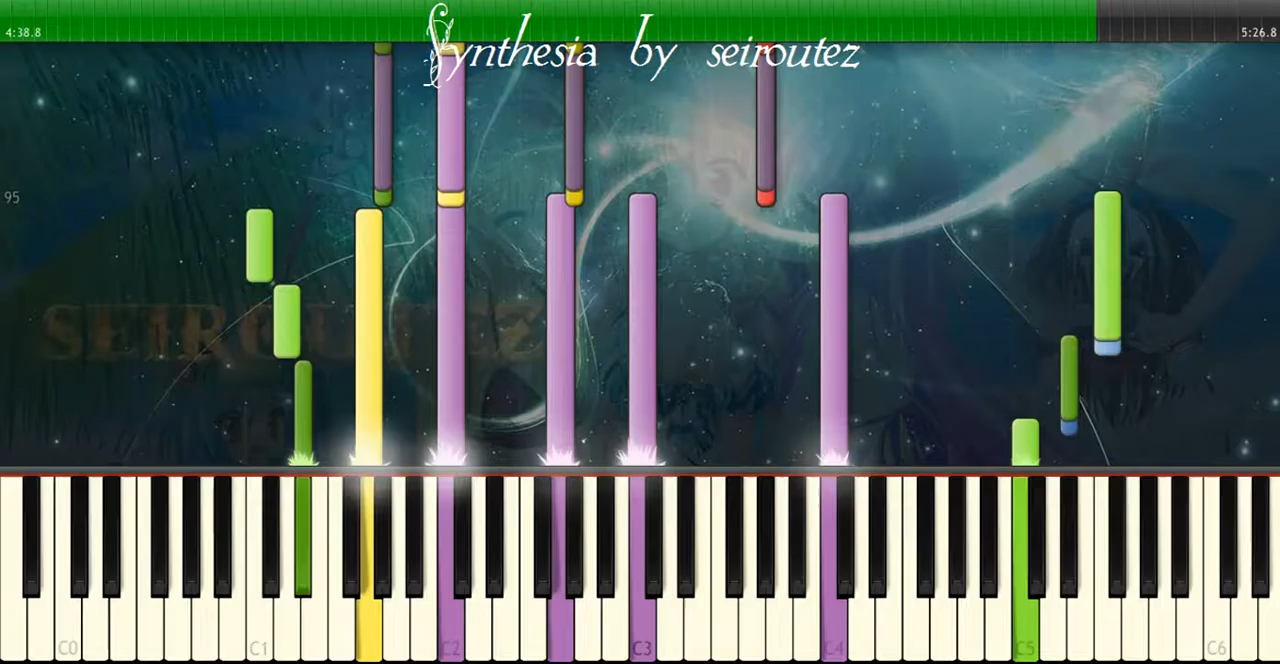 4:38.8
Synthesia by seiroutez
5:26.8
95
SEIROUTEZ
C0 C1 C2 C3 C4 C5 C6